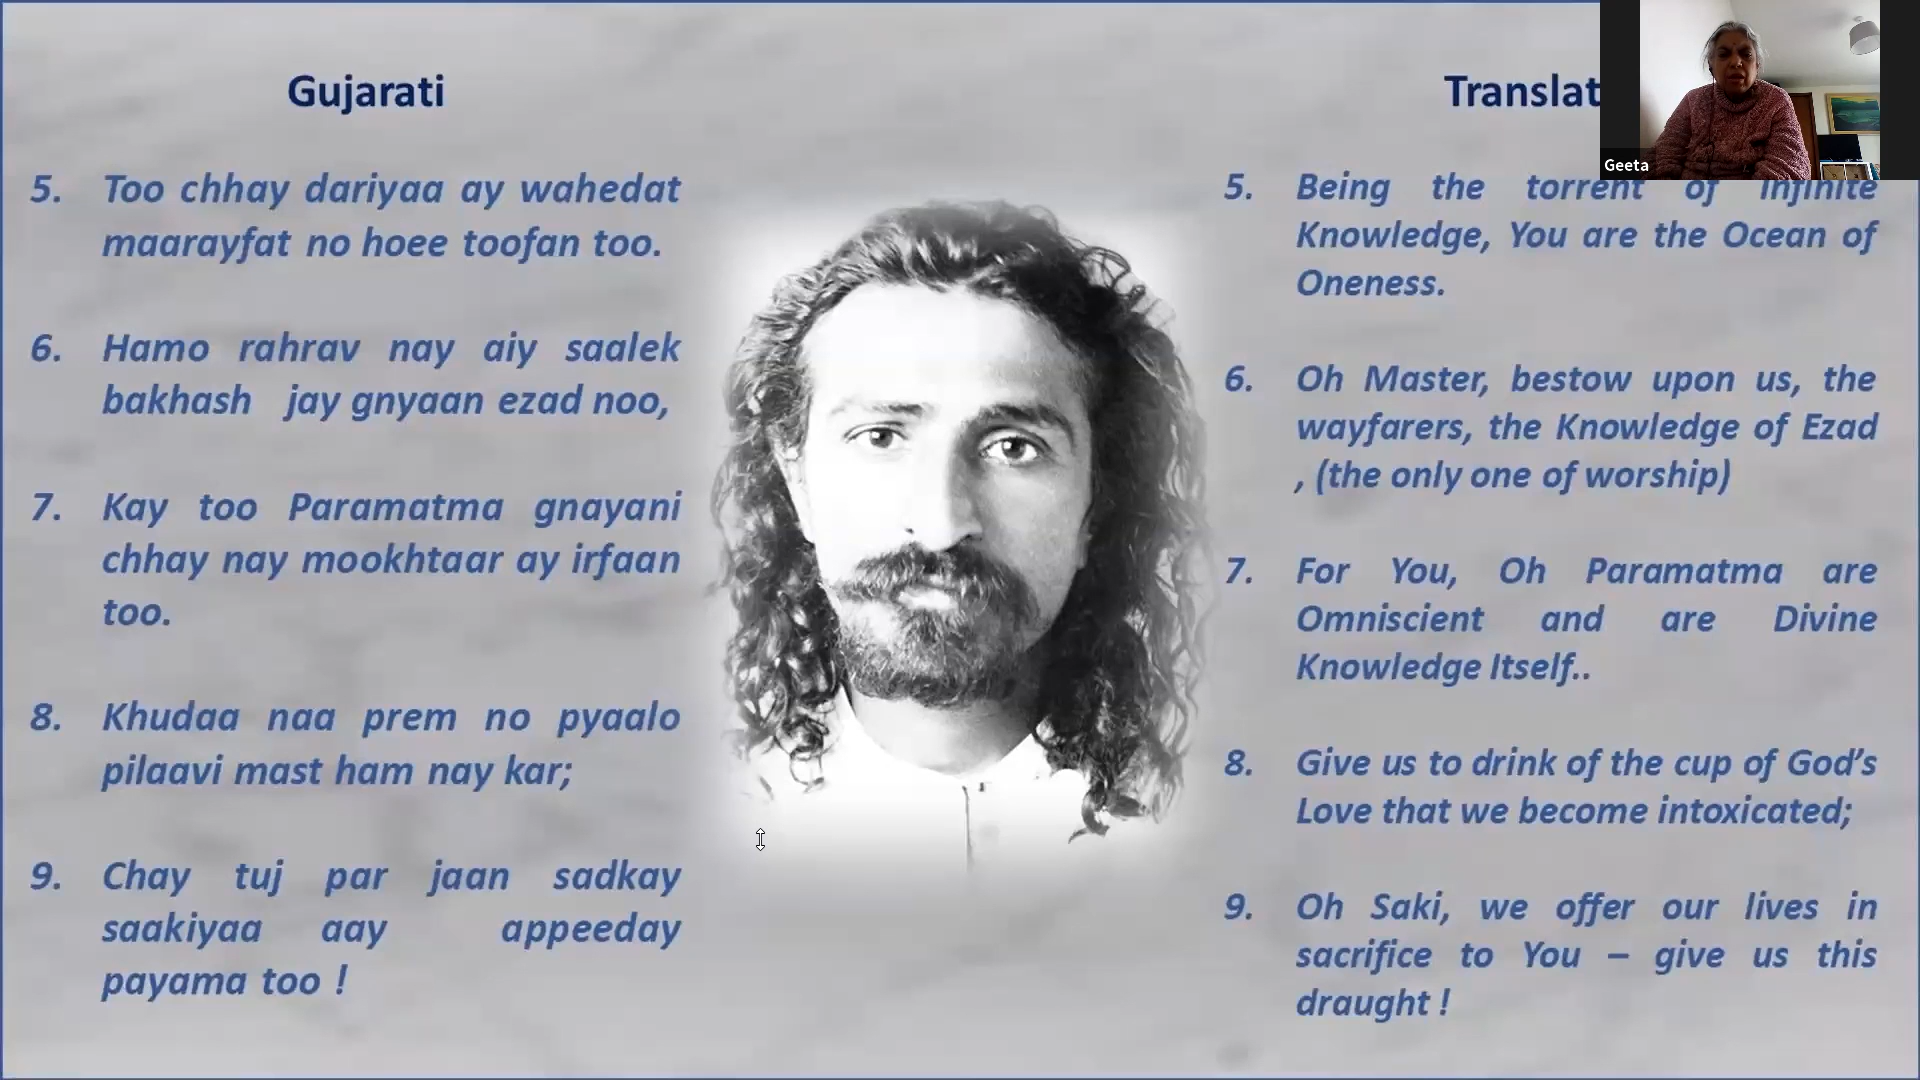 Gujarati
5. Too chhay dariyaa ay wahedat
maarayfat no hoee toofan too.
6. Hamo rahrav nay aiy saalek
bakhash jay gnyaan ezad noo,
7. Kay too Paramatma gnayani
chhay nay mookhtaar ay irfaan
too.
8. Khudaa naa prem no pyaalo
pilaavi mast ham nay kar;
9. Chay tuj par jaan sadkay
saakiyaa aay appeeday
payama too !
Translat
5. Being the torrent of infinite
Knowledge, You are the Ocean of
Oneness.
6. Oh Master, bestow upon us, the
wayfarers, the Knowledge of Ezad
, (the only one of worship)
7. For You, Oh Paramatma are
Omniscient and are Divine
Knowledge Itself..
8. Give us to drink of the cup of God’s
Love that we become intoxicated;
9. Oh Saki, we offer our lives in
sacrifice to You – give us this
draught !
Geeta